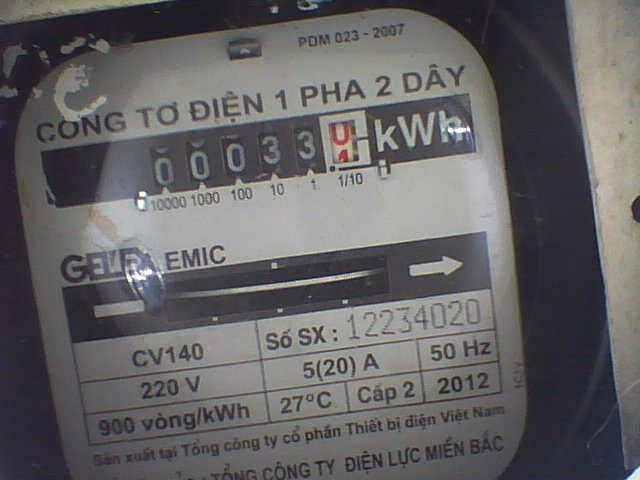 PDM 023 - 2007
CÔNG TƠ ĐIỆN 1 PHA 2 DÂY
0 0 0 3 3 kWh
10000 1000 100 10 1 1/10
GELEX EMIC
CV140 Số SX : 12234020
220 V 5(20) A 50 Hz
900 vòng/kWh 27°C Cấp 2 2012
Sản xuất tại Tổng công ty cổ phần Thiết bị điện Việt Nam
TỔNG CÔNG TY ĐIỆN LỰC MIỀN BẮC